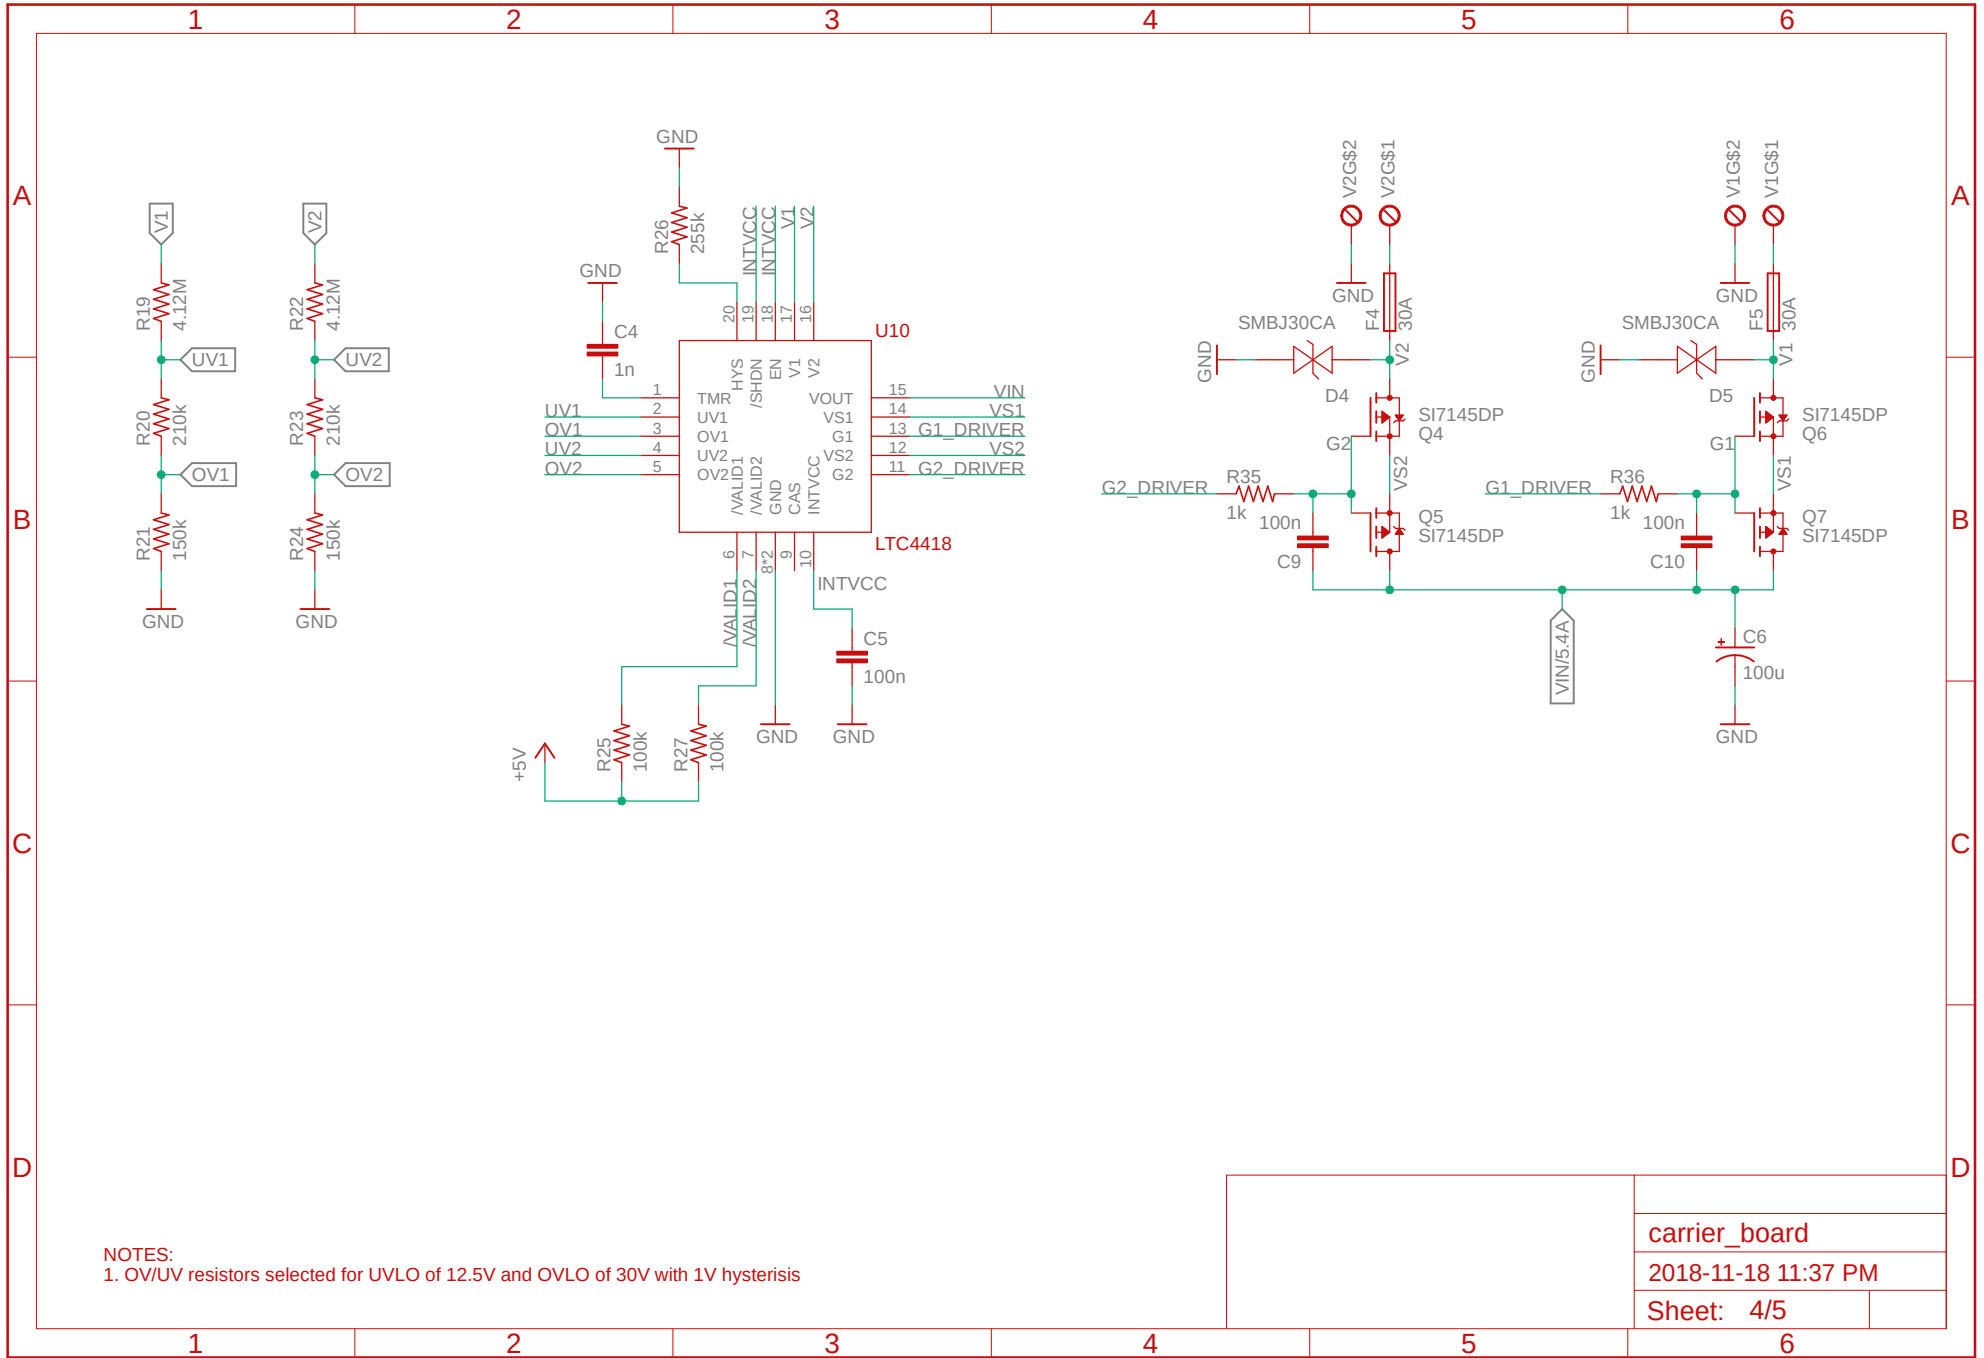 1 2 3 4 5 6
A
B
C
D
A
B
C
D
V1
R19
4.12M
UV1
R20
210k
OV1
R21
150k
GND
V2
R22
4.12M
UV2
R23
210k
OV2
R24
150k
GND
GND
R26
255k
GND
C4
1n
INTVCC
INTVCC
V1
V2
20
19
18
17
16
U10
HYS
/SHDN
EN
V1
V2
1 TMR
UV1 2 UV1
OV1 3 OV1
UV2 4 UV2
OV2 5 OV2
VOUT 15 VIN
VS1 14 VS1
G1 13 G1_DRIVER
VS2 12 VS2
G2 11 G2_DRIVER
/VALID1
/VALID2
GND
CAS
INTVCC
LTC4418
6
7
8*2
9
10
/VALID1
/VALID2
INTVCC
C5
100n
GND
GND
+5V
R25
100k
R27
100k
V2G$2
V2G$1
GND
F4
30A
SMBJ30CA
GND
D4
V2
SI7145DP
Q4
G2
VS2
G2_DRIVER
R35
1k
100n
C9
Q5
SI7145DP
V1G$2
V1G$1
GND
F5
30A
SMBJ30CA
GND
D5
V1
SI7145DP
Q6
G1
VS1
G1_DRIVER
R36
1k
100n
C10
Q7
SI7145DP
VIN/5.4A
+
C6
100u
GND
NOTES:
1. OV/UV resistors selected for UVLO of 12.5V and OVLO of 30V with 1V hysterisis
carrier_board
2018-11-18 11:37 PM
Sheet: 4/5
1 2 3 4 5 6